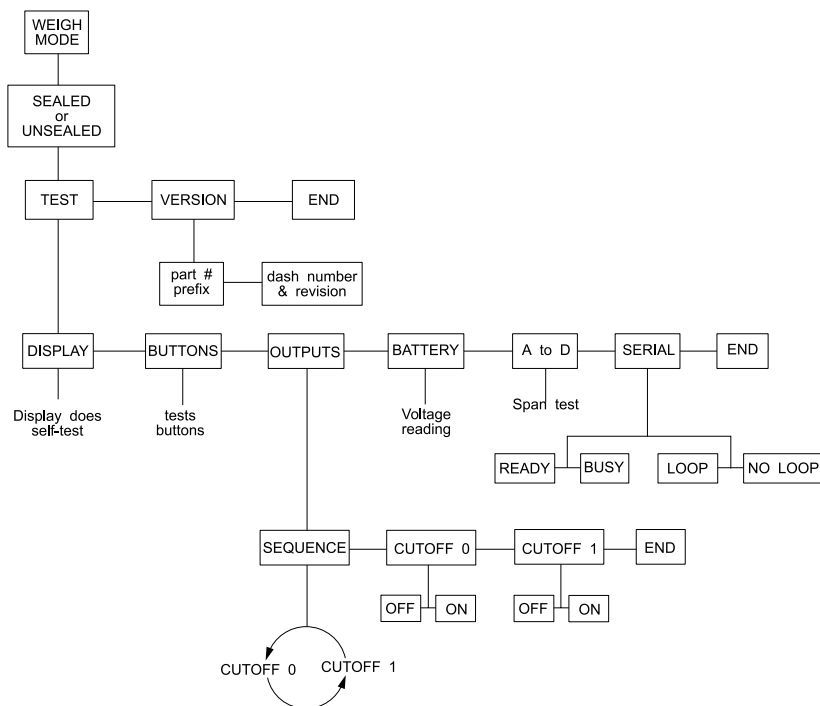 WEIGH
MODE
SEALED
or
UNSEALED
TEST
VERSION
END
part #
prefix
dash number
& revision
DISPLAY
BUTTONS
OUTPUTS
BATTERY
A to D
SERIAL
END
Display does
self-test
tests
buttons
Voltage
reading
Span test
READY
BUSY
LOOP
NO LOOP
SEQUENCE
CUTOFF 0
CUTOFF 1
END
OFF
ON
OFF
ON
CUTOFF 0
CUTOFF 1